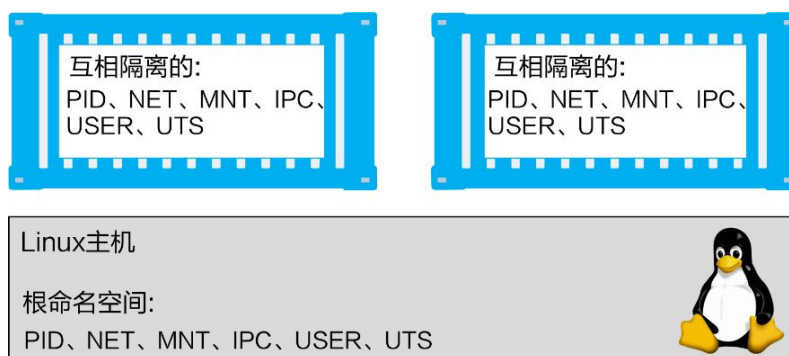 互相隔离的:
PID、NET、MNT、IPC、
USER、UTS
互相隔离的:
PID、NET、MNT、IPC、
USER、UTS
Linux主机
根命名空间:
PID、NET、MNT、IPC、USER、UTS